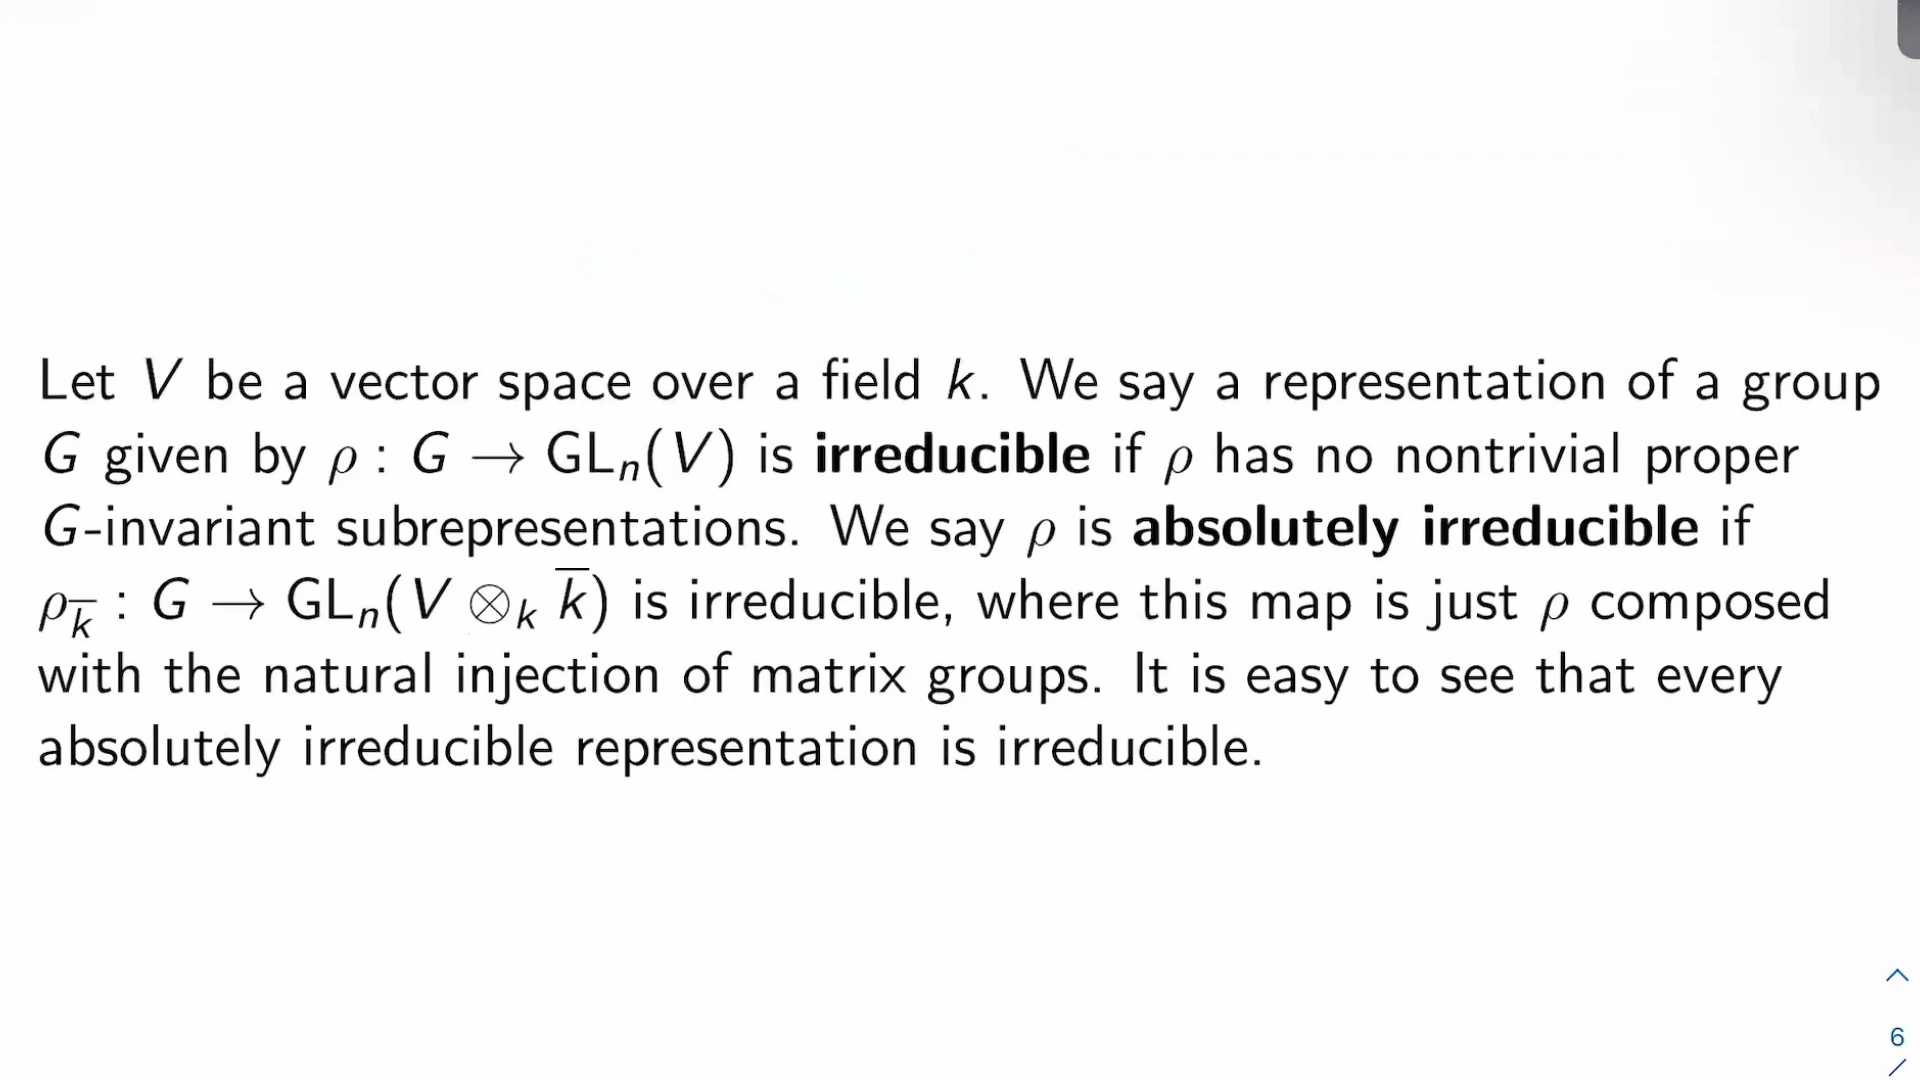 Let V be a vector space over a field k. We say a representation of a group
G given by ρ : G → GLₙ(V) is irreducible if ρ has no nontrivial proper
G-invariant subrepresentations. We say ρ is absolutely irreducible if
ρ_k̅ : G → GLₙ(V ⊗ₖ k̅) is irreducible, where this map is just ρ composed
with the natural injection of matrix groups. It is easy to see that every
absolutely irreducible representation is irreducible.
6
/